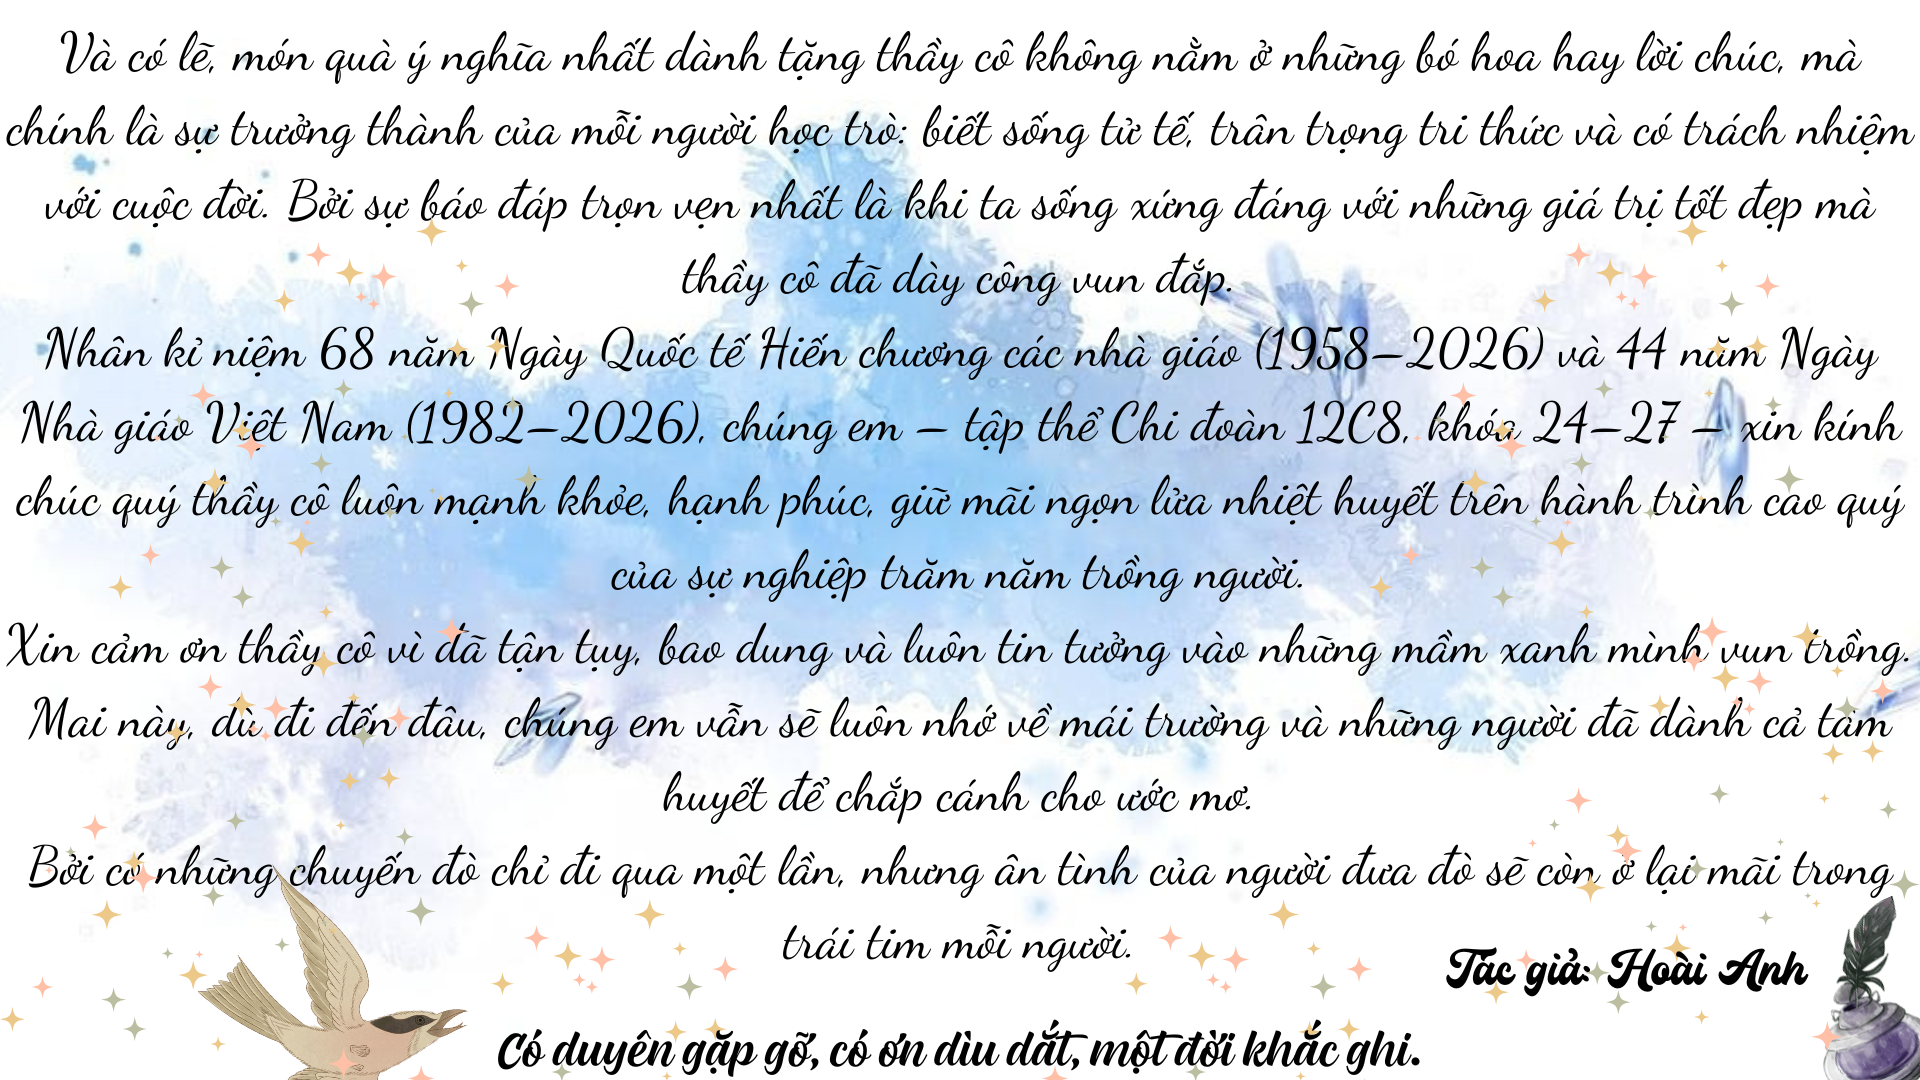 Và có lẽ, món quà ý nghĩa nhất dành tặng thầy cô không nằm ở những bó hoa hay lời chúc, mà
chính là sự trưởng thành của mỗi người học trò: biết sống tử tế, trân trọng tri thức và có trách nhiệm
với cuộc đời. Bởi sự báo đáp trọn vẹn nhất là khi ta sống xứng đáng với những giá trị tốt đẹp mà
thầy cô đã dày công vun đắp.
Nhân kỉ niệm 68 năm Ngày Quốc tế Hiến chương các nhà giáo (1958–2026) và 44 năm Ngày
Nhà giáo Việt Nam (1982–2026), chúng em – tập thể Chi đoàn 12C8, khóa 24–27 – xin kính
chúc quý thầy cô luôn mạnh khỏe, hạnh phúc, giữ mãi ngọn lửa nhiệt huyết trên hành trình cao quý
của sự nghiệp trăm năm trồng người.
Xin cảm ơn thầy cô vì đã tận tụy, bao dung và luôn tin tưởng vào những mầm xanh mình vun trồng.
Mai này, dù đi đến đâu, chúng em vẫn sẽ luôn nhớ về mái trường và những người đã dành cả tâm
huyết để chắp cánh cho ước mơ.
Bởi có những chuyến đò chỉ đi qua một lần, nhưng ân tình của người đưa đò sẽ còn ở lại mãi trong
trái tim mỗi người.
Tác giả: Hoài Anh
Có duyên gặp gỡ, có ơn dìu dắt, một đời khắc ghi.